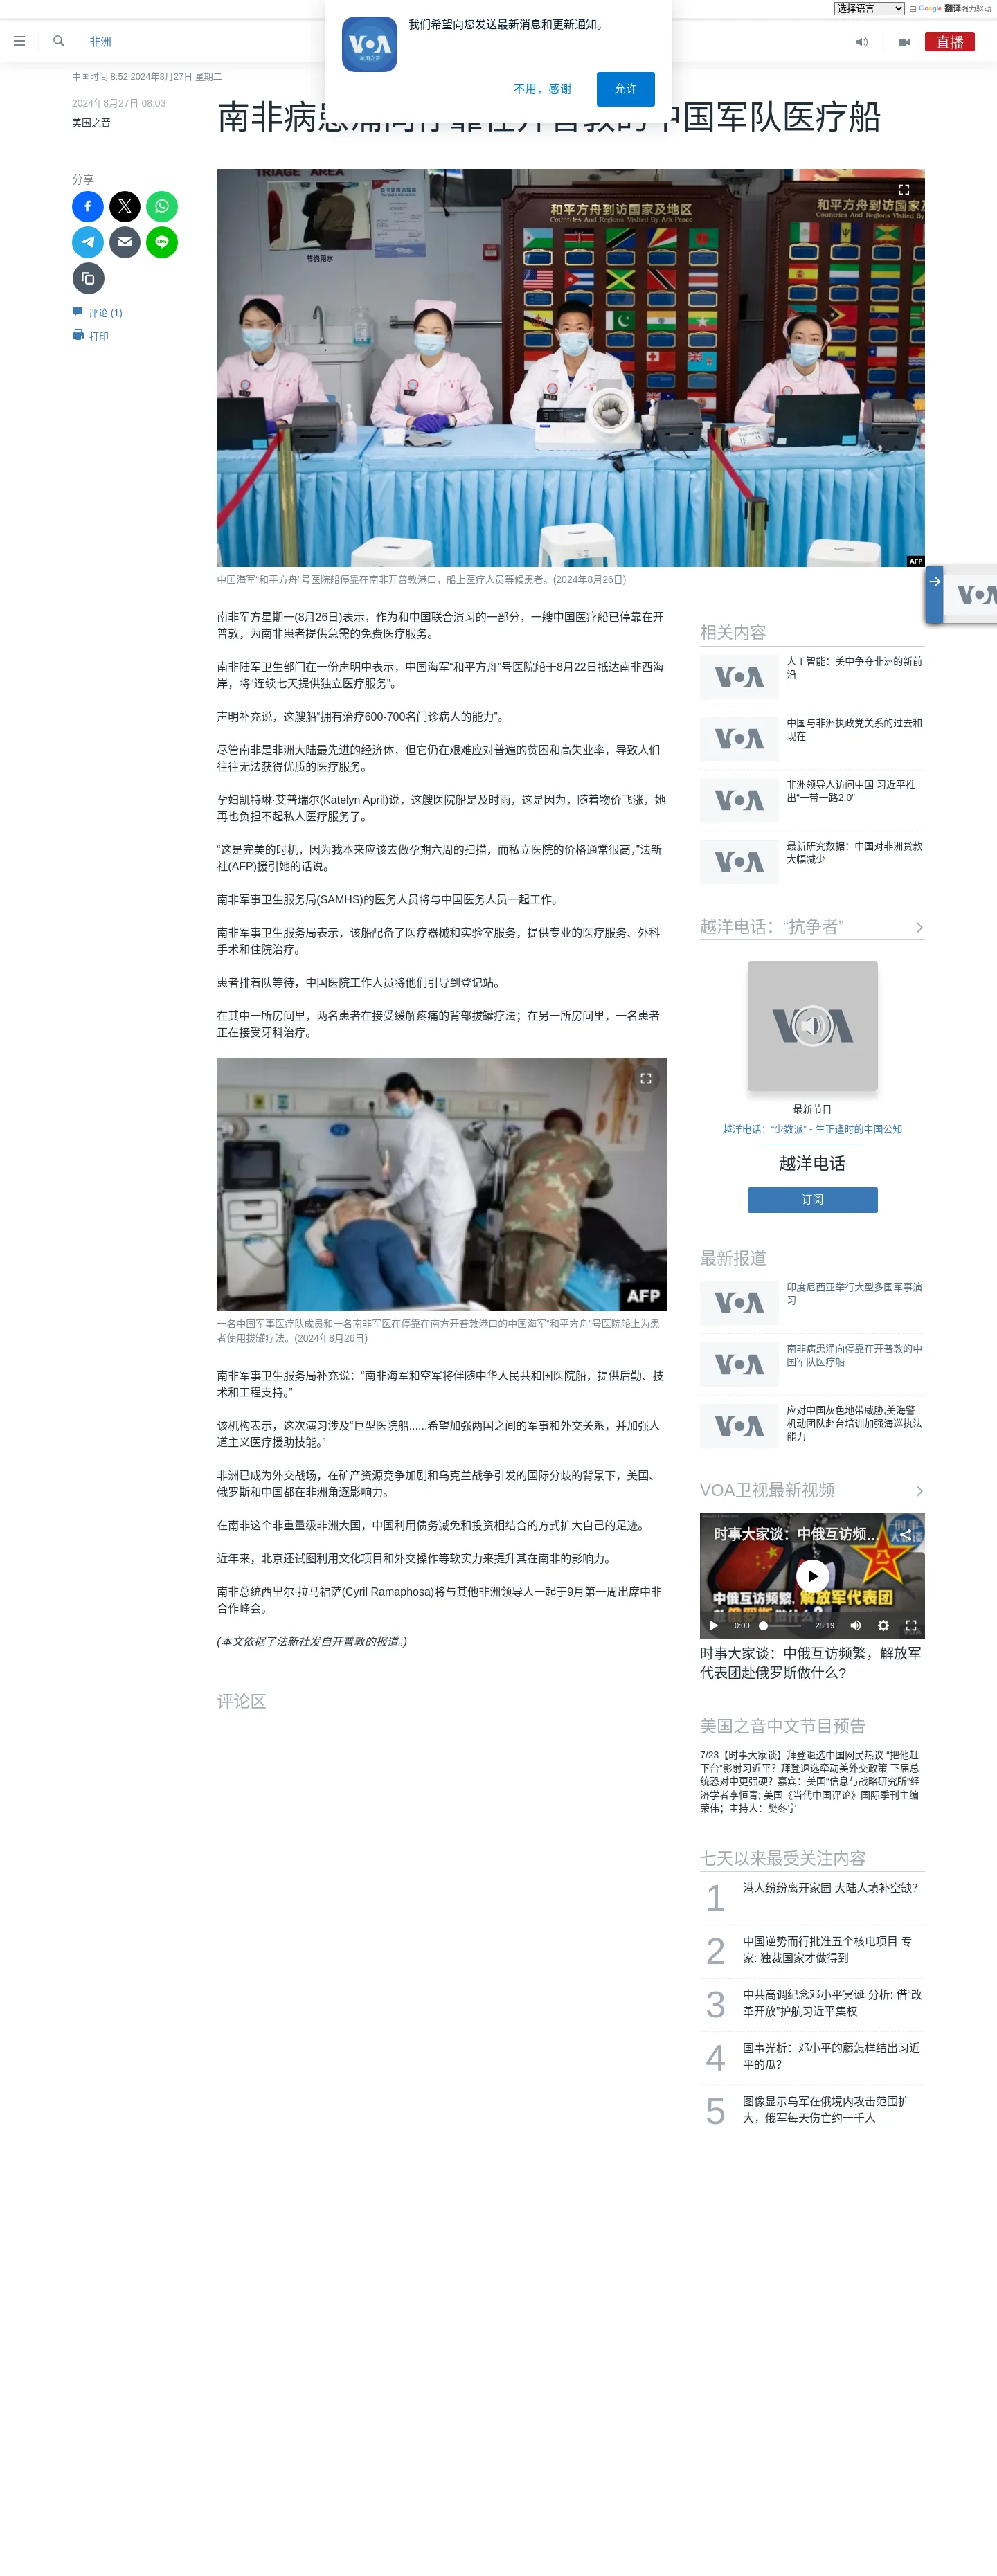 选择语言
由 Google 翻译强力驱动
非洲
直播
VOA
美国之音
我们希望向您发送最新消息和更新通知。
不用，感谢
允许
中国时间 8:52 2024年8月27日 星期二
2024年8月27日 08:03
美国之音
南非病患涌向停靠在开普敦的中国军队医疗船
分享
评论 (1)
打印
TRIAGE AREA
节约用水
和平方舟到访国家及地区
Countries and Regions Visited By Peace Ark
和平方舟到访国家
Countries And Regions Visited By
AFP
中国海军“和平方舟”号医院船停靠在南非开普敦港口，船上医疗人员等候患者。(2024年8月26日)
南非军方星期一(8月26日)表示，作为和中国联合演习的一部分，一艘中国医疗船已停靠在开
普敦，为南非患者提供急需的免费医疗服务。
南非陆军卫生部门在一份声明中表示，中国海军“和平方舟”号医院船于8月22日抵达南非西海
岸，将“连续七天提供独立医疗服务”。
声明补充说，这艘船“拥有治疗600-700名门诊病人的能力”。
尽管南非是非洲大陆最先进的经济体，但它仍在艰难应对普遍的贫困和高失业率，导致人们
往往无法获得优质的医疗服务。
孕妇凯特琳·艾普瑞尔(Katelyn April)说，这艘医院船是及时雨，这是因为，随着物价飞涨，她
再也负担不起私人医疗服务了。
“这是完美的时机，因为我本来应该去做孕期六周的扫描，而私立医院的价格通常很高，”法新
社(AFP)援引她的话说。
南非军事卫生服务局(SAMHS)的医务人员将与中国医务人员一起工作。
南非军事卫生服务局表示，该船配备了医疗器械和实验室服务，提供专业的医疗服务、外科
手术和住院治疗。
患者排着队等待，中国医院工作人员将他们引导到登记站。
在其中一所房间里，两名患者在接受缓解疼痛的背部拔罐疗法；在另一所房间里，一名患者
正在接受牙科治疗。
AFP
一名中国军事医疗队成员和一名南非军医在停靠在南方开普敦港口的中国海军“和平方舟”号医院船上为患
者使用拔罐疗法。(2024年8月26日)
南非军事卫生服务局补充说：“南非海军和空军将伴随中华人民共和国医院船，提供后勤、技
术和工程支持。”
该机构表示，这次演习涉及“巨型医院船......希望加强两国之间的军事和外交关系，并加强人
道主义医疗援助技能。”
非洲已成为外交战场，在矿产资源竞争加剧和乌克兰战争引发的国际分歧的背景下，美国、
俄罗斯和中国都在非洲角逐影响力。
在南非这个非重量级非洲大国，中国利用债务减免和投资相结合的方式扩大自己的足迹。
近年来，北京还试图利用文化项目和外交操作等软实力来提升其在南非的影响力。
南非总统西里尔·拉马福萨(Cyril Ramaphosa)将与其他非洲领导人一起于9月第一周出席中非
合作峰会。
(本文依据了法新社发自开普敦的报道。)
评论区
相关内容
VOA
人工智能：美中争夺非洲的新前
沿
VOA
中国与非洲执政党关系的过去和
现在
VOA
非洲领导人访问中国 习近平推
出“一带一路2.0”
VOA
最新研究数据：中国对非洲贷款
大幅减少
越洋电话：“抗争者”
最新节目
越洋电话：“少数派” - 生正逢时的中国公知
越洋电话
订阅
最新报道
VOA
印度尼西亚举行大型多国军事演
习
VOA
南非病患涌向停靠在开普敦的中
国军队医疗船
VOA
应对中国灰色地带威胁,美海警
机动团队赴台培训加强海巡执法
能力
VOA卫视最新视频
时事大家谈：中俄互访频...
中俄互访频繁，解放军代表团
赴俄罗斯做什么？
0:00
25:19
时事大家谈：中俄互访频繁，解放军
代表团赴俄罗斯做什么?
美国之音中文节目预告
7/23【时事大家谈】拜登退选中国网民热议 “把他赶
下台”影射习近平？拜登退选牵动美外交政策 下届总
统恐对中更强硬？嘉宾：美国“信息与战略研究所”经
济学者李恒青; 美国《当代中国评论》国际季刊主编
荣伟；主持人：樊冬宁
七天以来最受关注内容
1
港人纷纷离开家园 大陆人填补空缺？
2
中国逆势而行批准五个核电项目 专
家: 独裁国家才做得到
3
中共高调纪念邓小平冥诞 分析: 借“改
革开放”护航习近平集权
4
国事光析：邓小平的藤怎样结出习近
平的瓜？
5
图像显示乌军在俄境内攻击范围扩
大，俄军每天伤亡约一千人